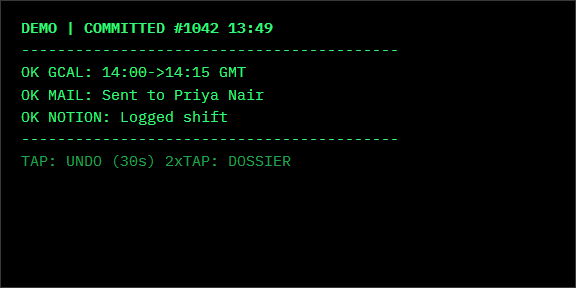 DEMO | COMMITTED #1042 13:49
------------------------------------------
OK GCAL: 14:00->14:15 GMT
OK MAIL: Sent to Priya Nair
OK NOTION: Logged shift
------------------------------------------
TAP: UNDO (30s) 2xTAP: DOSSIER